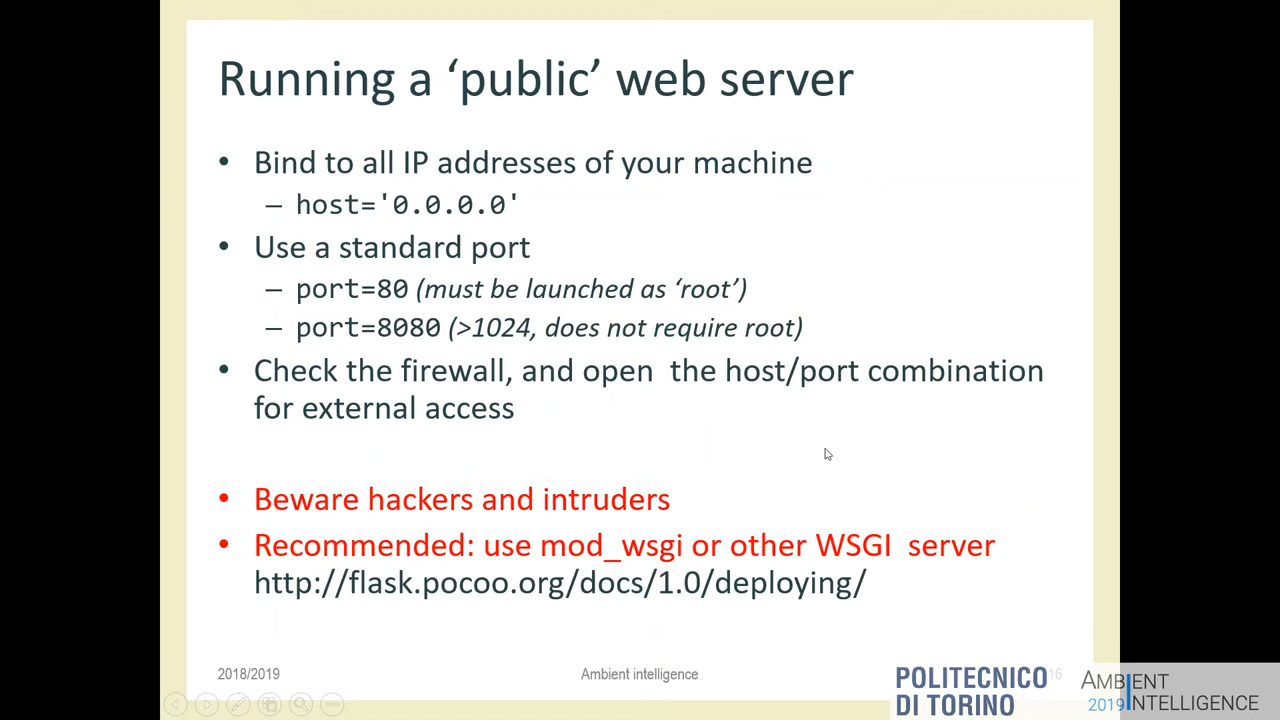 Running a ‘public’ web server
• Bind to all IP addresses of your machine
– host='0.0.0.0'
• Use a standard port
– port=80 (must be launched as ‘root’)
– port=8080 (>1024, does not require root)
• Check the firewall, and open  the host/port combination
for external access
• Beware hackers and intruders
• Recommended: use mod_wsgi or other WSGI  server
http://flask.pocoo.org/docs/1.0/deploying/
2018/2019
Ambient intelligence
16
POLITECNICO
DI TORINO
AMBIENT
2019 INTELLIGENCE